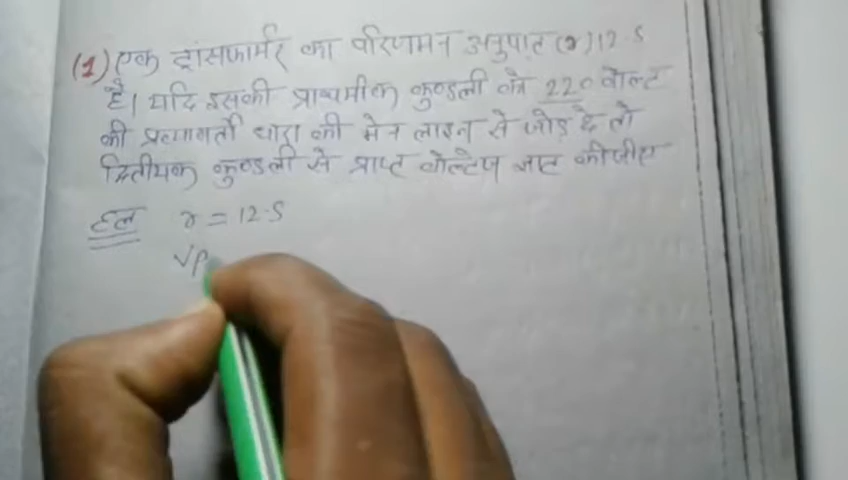 (1) एक ट्रांसफार्मर का परिणमन अनुपात (r) 12.5
है। यदि इसकी प्राथमीक कुण्डली को 220 वोल्ट
की प्रत्यावर्ती धारा की मेन लाइन से जोड़ दे तो
द्वितीयक कुण्डली से प्राप्त वोल्टेज ज्ञात कीजीए
हल r = 12.5
Vp